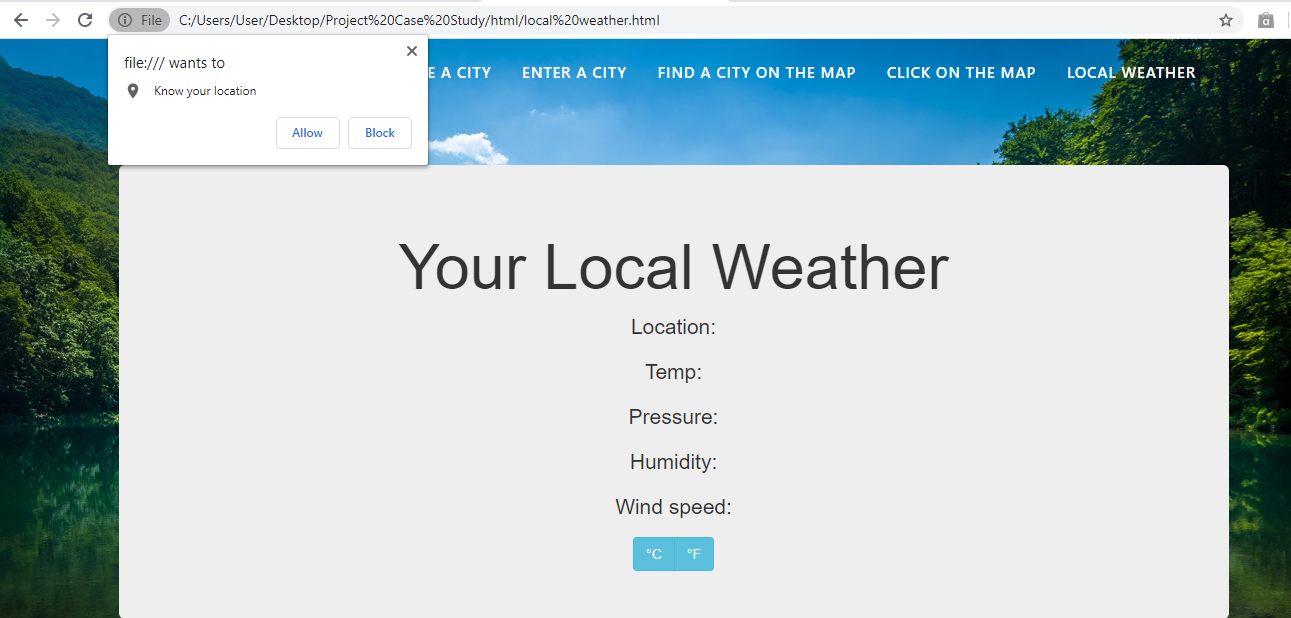 File C:/Users/User/Desktop/Project%20Case%20Study/html/local%20weather.html
file:/// wants to
Know your location
Allow Block
E A CITY ENTER A CITY FIND A CITY ON THE MAP CLICK ON THE MAP LOCAL WEATHER
Your Local Weather
Location:
Temp:
Pressure:
Humidity:
Wind speed:
°C °F